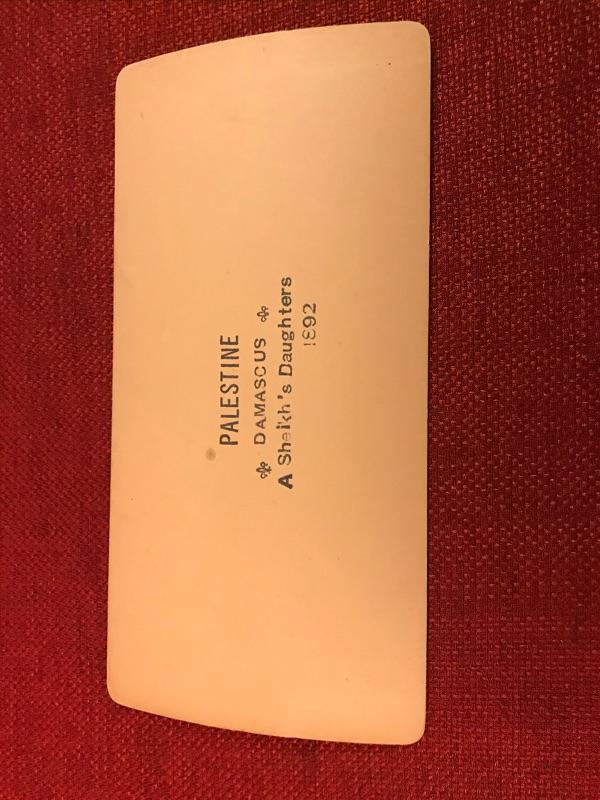 PALESTINE
DAMASCUS
A Sheikh's Daughters
1892